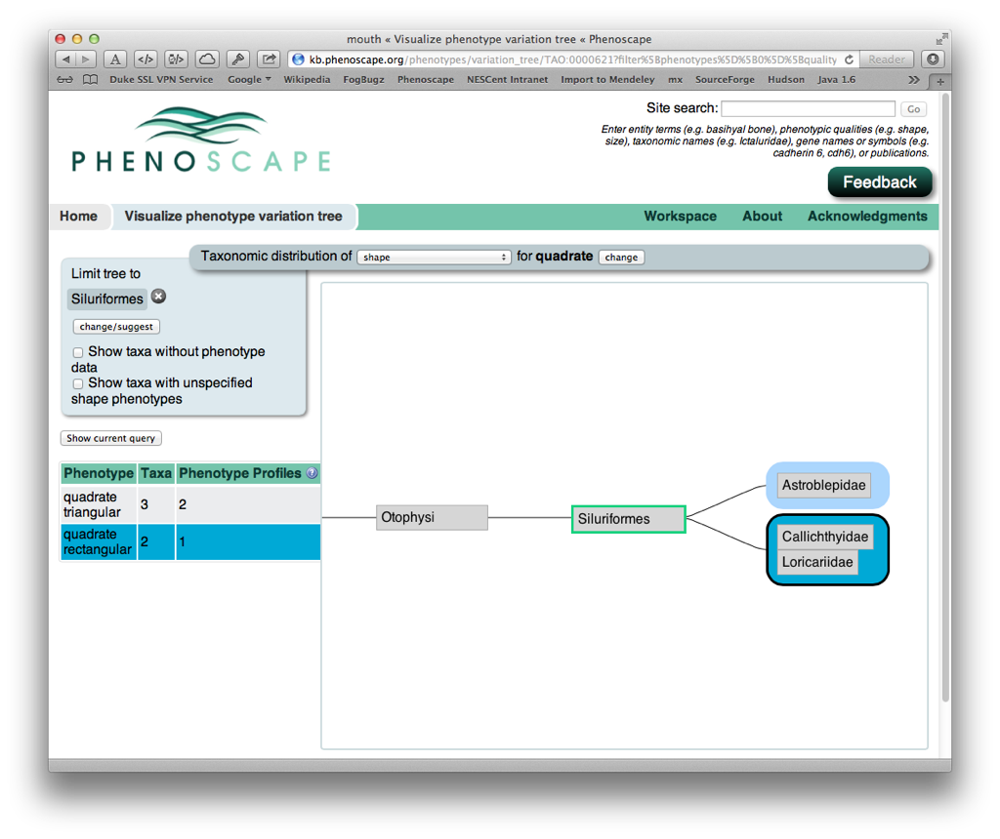 mouth « Visualize phenotype variation tree « Phenoscape
kb.phenoscape.org/phenotypes/variation_tree/TAO:0000621?filter%5Bphenotypes%5D%5B0%5D%5Bquality
Reader
Duke SSL VPN Service Google ▾ Wikipedia FogBugz Phenoscape NESCent Intranet Import to Mendeley mx SourceForge Hudson Java 1.6 »
Site search: Go
Enter entity terms (e.g. basihyal bone), phenotypic qualities (e.g. shape,
size), taxonomic names (e.g. Ictaluridae), gene names or symbols (e.g.
cadherin 6, cdh6), or publications.
PHENOSCAPE
Feedback
Home Visualize phenotype variation tree Workspace About Acknowledgments
Taxonomic distribution of shape for quadrate change
Limit tree to
Siluriformes
change/suggest
Show taxa without phenotype
data
Show taxa with unspecified
shape phenotypes
Show current query
Phenotype Taxa Phenotype Profiles ?
quadrate
triangular 3 2
quadrate
rectangular 2 1
Otophysi
Siluriformes
Astroblepidae
Callichthyidae
Loricariidae